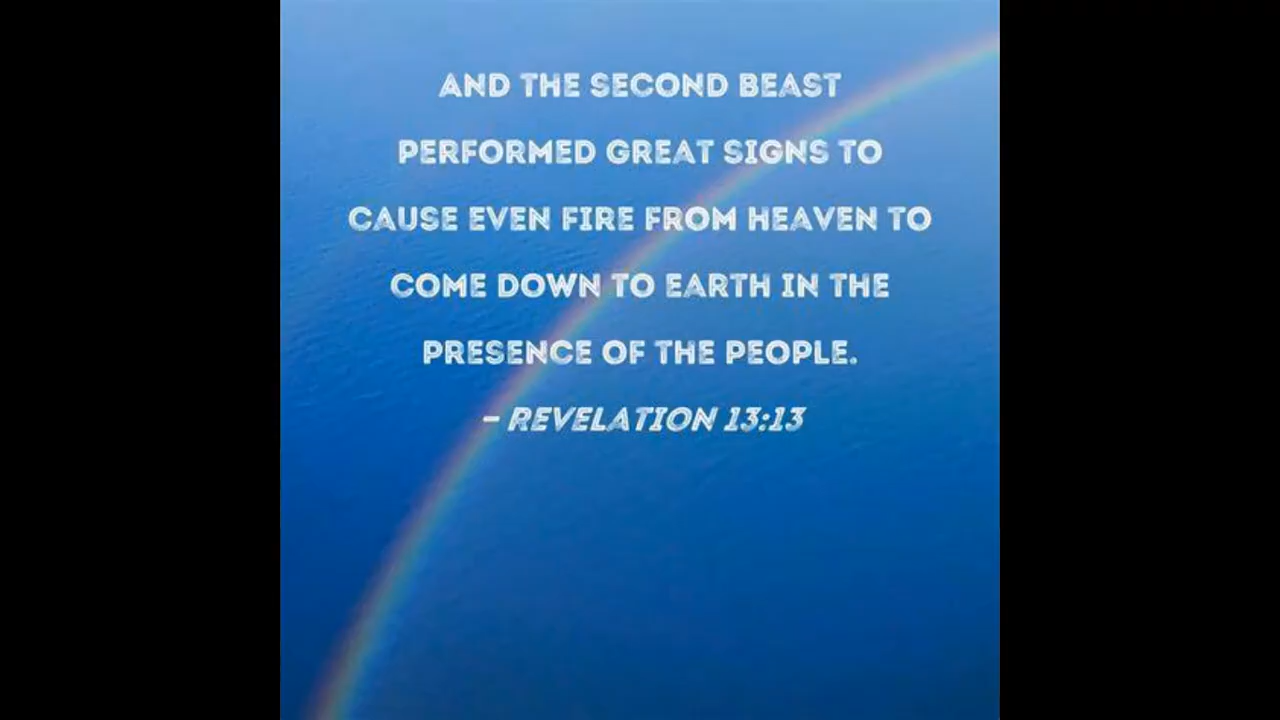 AND THE SECOND BEAST
PERFORMED GREAT SIGNS TO
CAUSE EVEN FIRE FROM HEAVEN TO
COME DOWN TO EARTH IN THE
PRESENCE OF THE PEOPLE.
– REVELATION 13:13